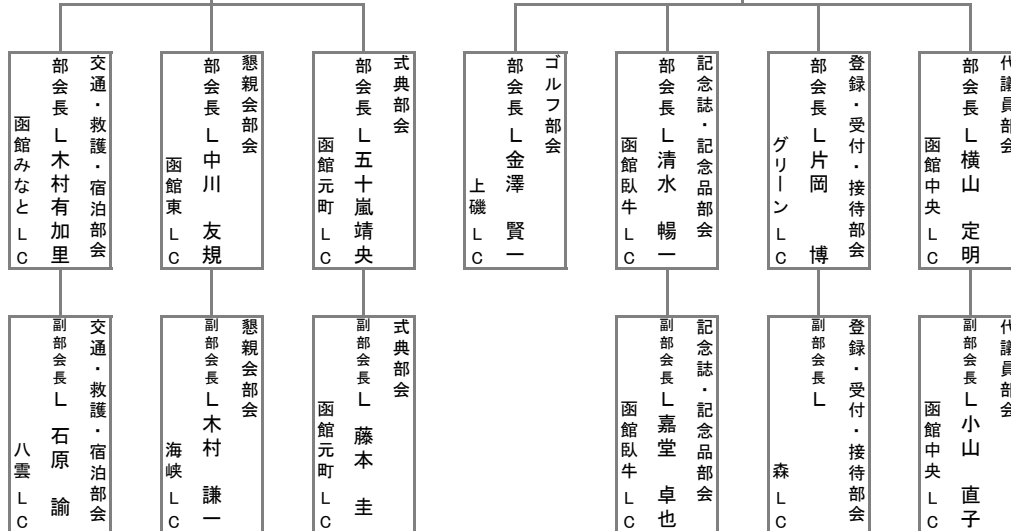 代議員部会
部会長 L 横山 定明
函館中央 L C
登録・受付・接待部会
部会長 L 片岡 博
グリーン L C
記念誌・記念品部会
部会長 L 清水 暢一
函館臥牛 L C
ゴルフ部会
部会長 L 金澤 賢一
上磯 L C
式典部会
部会長 L 五十嵐靖央
函館元町 L C
懇親会部会
部会長 L 中川 友規
函館東 L C
交通・救護・宿泊部会
部会長 L 木村有加里
函館みなと L C
代議員部会
副部会長 L 小山 直子
函館中央 L C
登録・受付・接待部会
副部会長 L
森 L C
記念誌・記念品部会
副部会長 L 嘉堂 卓也
函館臥牛 L C
式典部会
副部会長 L 藤本 圭
函館元町 L C
懇親会部会
副部会長 L 木村 謙一
海峡 L C
交通・救護・宿泊部会
副部会長 L 石原 諭
八雲 L C